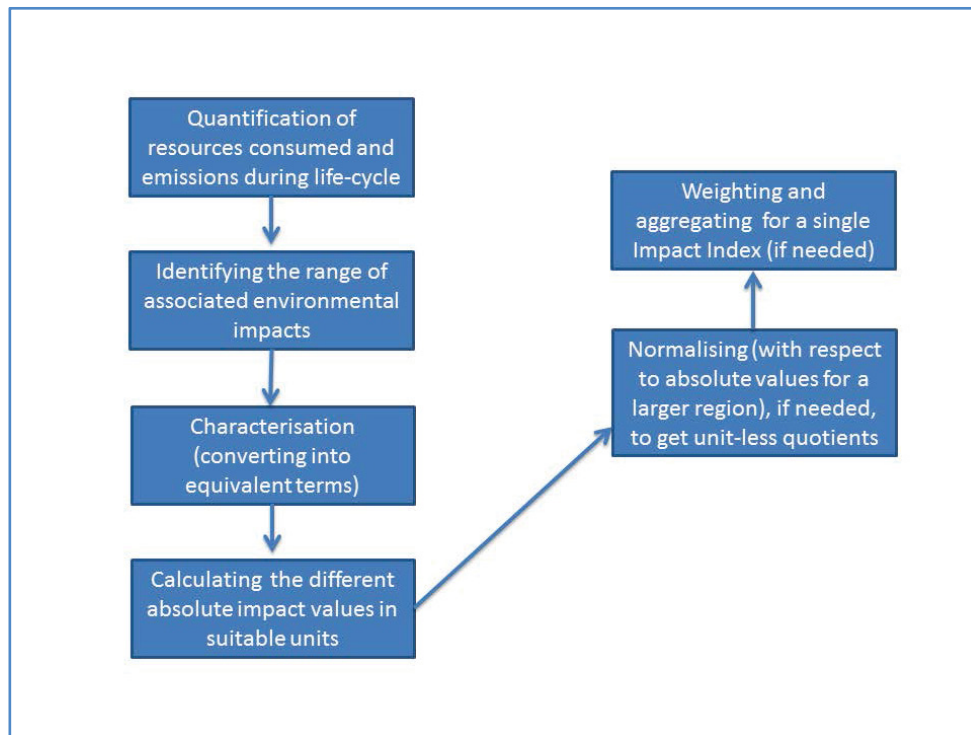 Quantification of
resources consumed and
emissions during life-cycle
Identifying the range of
associated environmental
impacts
Characterisation
(converting into
equivalent terms)
Calculating the different
absolute impact values in
suitable units
Normalising (with respect
to absolute values for a
larger region), if needed,
to get unit-less quotients
Weighting and
aggregating for a single
Impact Index (if needed)